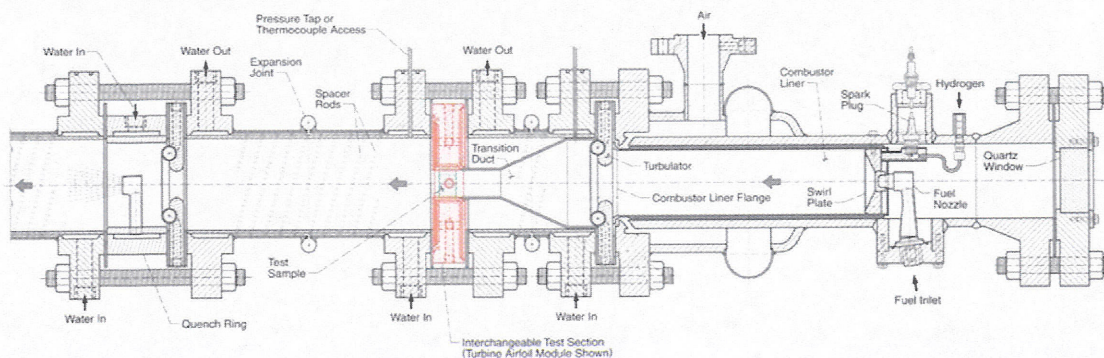 Pressure Tap or
Thermocouple Access
Air
Water In
Water Out
Expansion
Joint
Spacer
Rods
Water Out
Combustor
Liner
Spark
Plug
Hydrogen
Transition
Duct
Turbulator
Combustor Liner Flange
Swirl
Plate
Fuel
Nozzle
Quartz
Window
Test
Sample
Water In
Quench Ring
Water In
Water In
Fuel Inlet
Interchangeable Test Section
(Turbine Airfoil Module Shown)